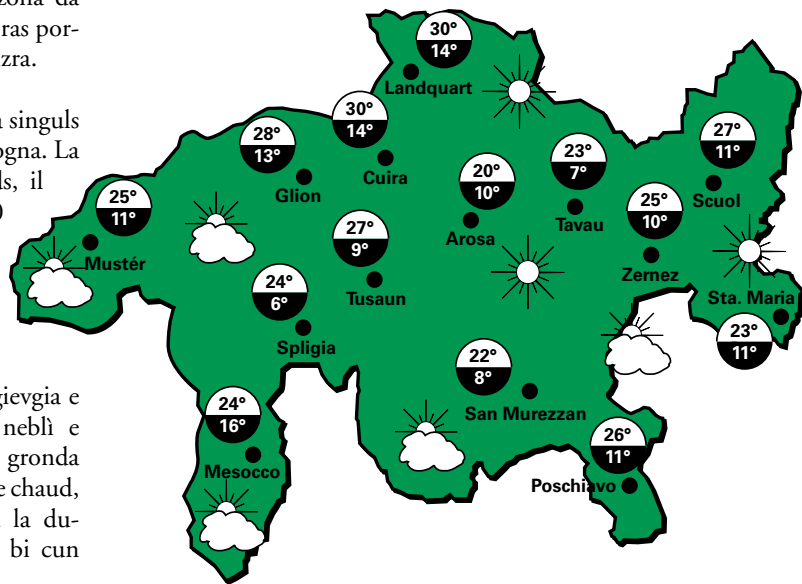 zona da
ras por-
zra.
singuls
ogna. La
ls, il
gievgia e
neblì e
gronda
e chaud,
la du-
bi cun
30°
14°
Landquart
30°
14°
Cuira
28°
13°
Glion
25°
11°
Mustér
27°
9°
Tusaun
24°
6°
Spligia
20°
10°
Arosa
23°
7°
Tavau
27°
11°
Scuol
25°
10°
Zernez
Sta. Maria
23°
11°
22°
8°
San Murezzan
24°
16°
Mesocco
26°
11°
Poschiavo